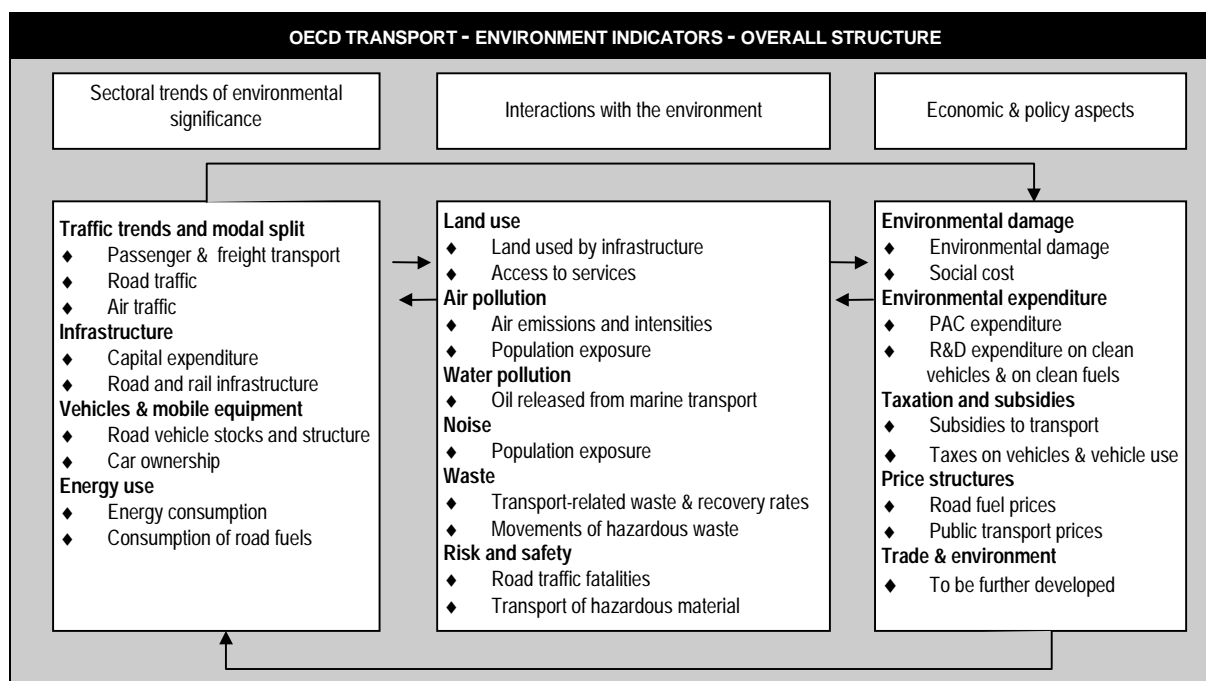 OECD TRANSPORT - ENVIRONMENT INDICATORS - OVERALL STRUCTURE
Sectoral trends of environmental
significance
Interactions with the environment
Economic & policy aspects
Traffic trends and modal split
♦ Passenger & freight transport
♦ Road traffic
♦ Air traffic
Infrastructure
♦ Capital expenditure
♦ Road and rail infrastructure
Vehicles & mobile equipment
♦ Road vehicle stocks and structure
♦ Car ownership
Energy use
♦ Energy consumption
♦ Consumption of road fuels
Land use
♦ Land used by infrastructure
♦ Access to services
Air pollution
♦ Air emissions and intensities
♦ Population exposure
Water pollution
♦ Oil released from marine transport
Noise
♦ Population exposure
Waste
♦ Transport-related waste & recovery rates
♦ Movements of hazardous waste
Risk and safety
♦ Road traffic fatalities
♦ Transport of hazardous material
Environmental damage
♦ Environmental damage
♦ Social cost
Environmental expenditure
♦ PAC expenditure
♦ R&D expenditure on clean
vehicles & on clean fuels
Taxation and subsidies
♦ Subsidies to transport
♦ Taxes on vehicles & vehicle use
Price structures
♦ Road fuel prices
♦ Public transport prices
Trade & environment
♦ To be further developed